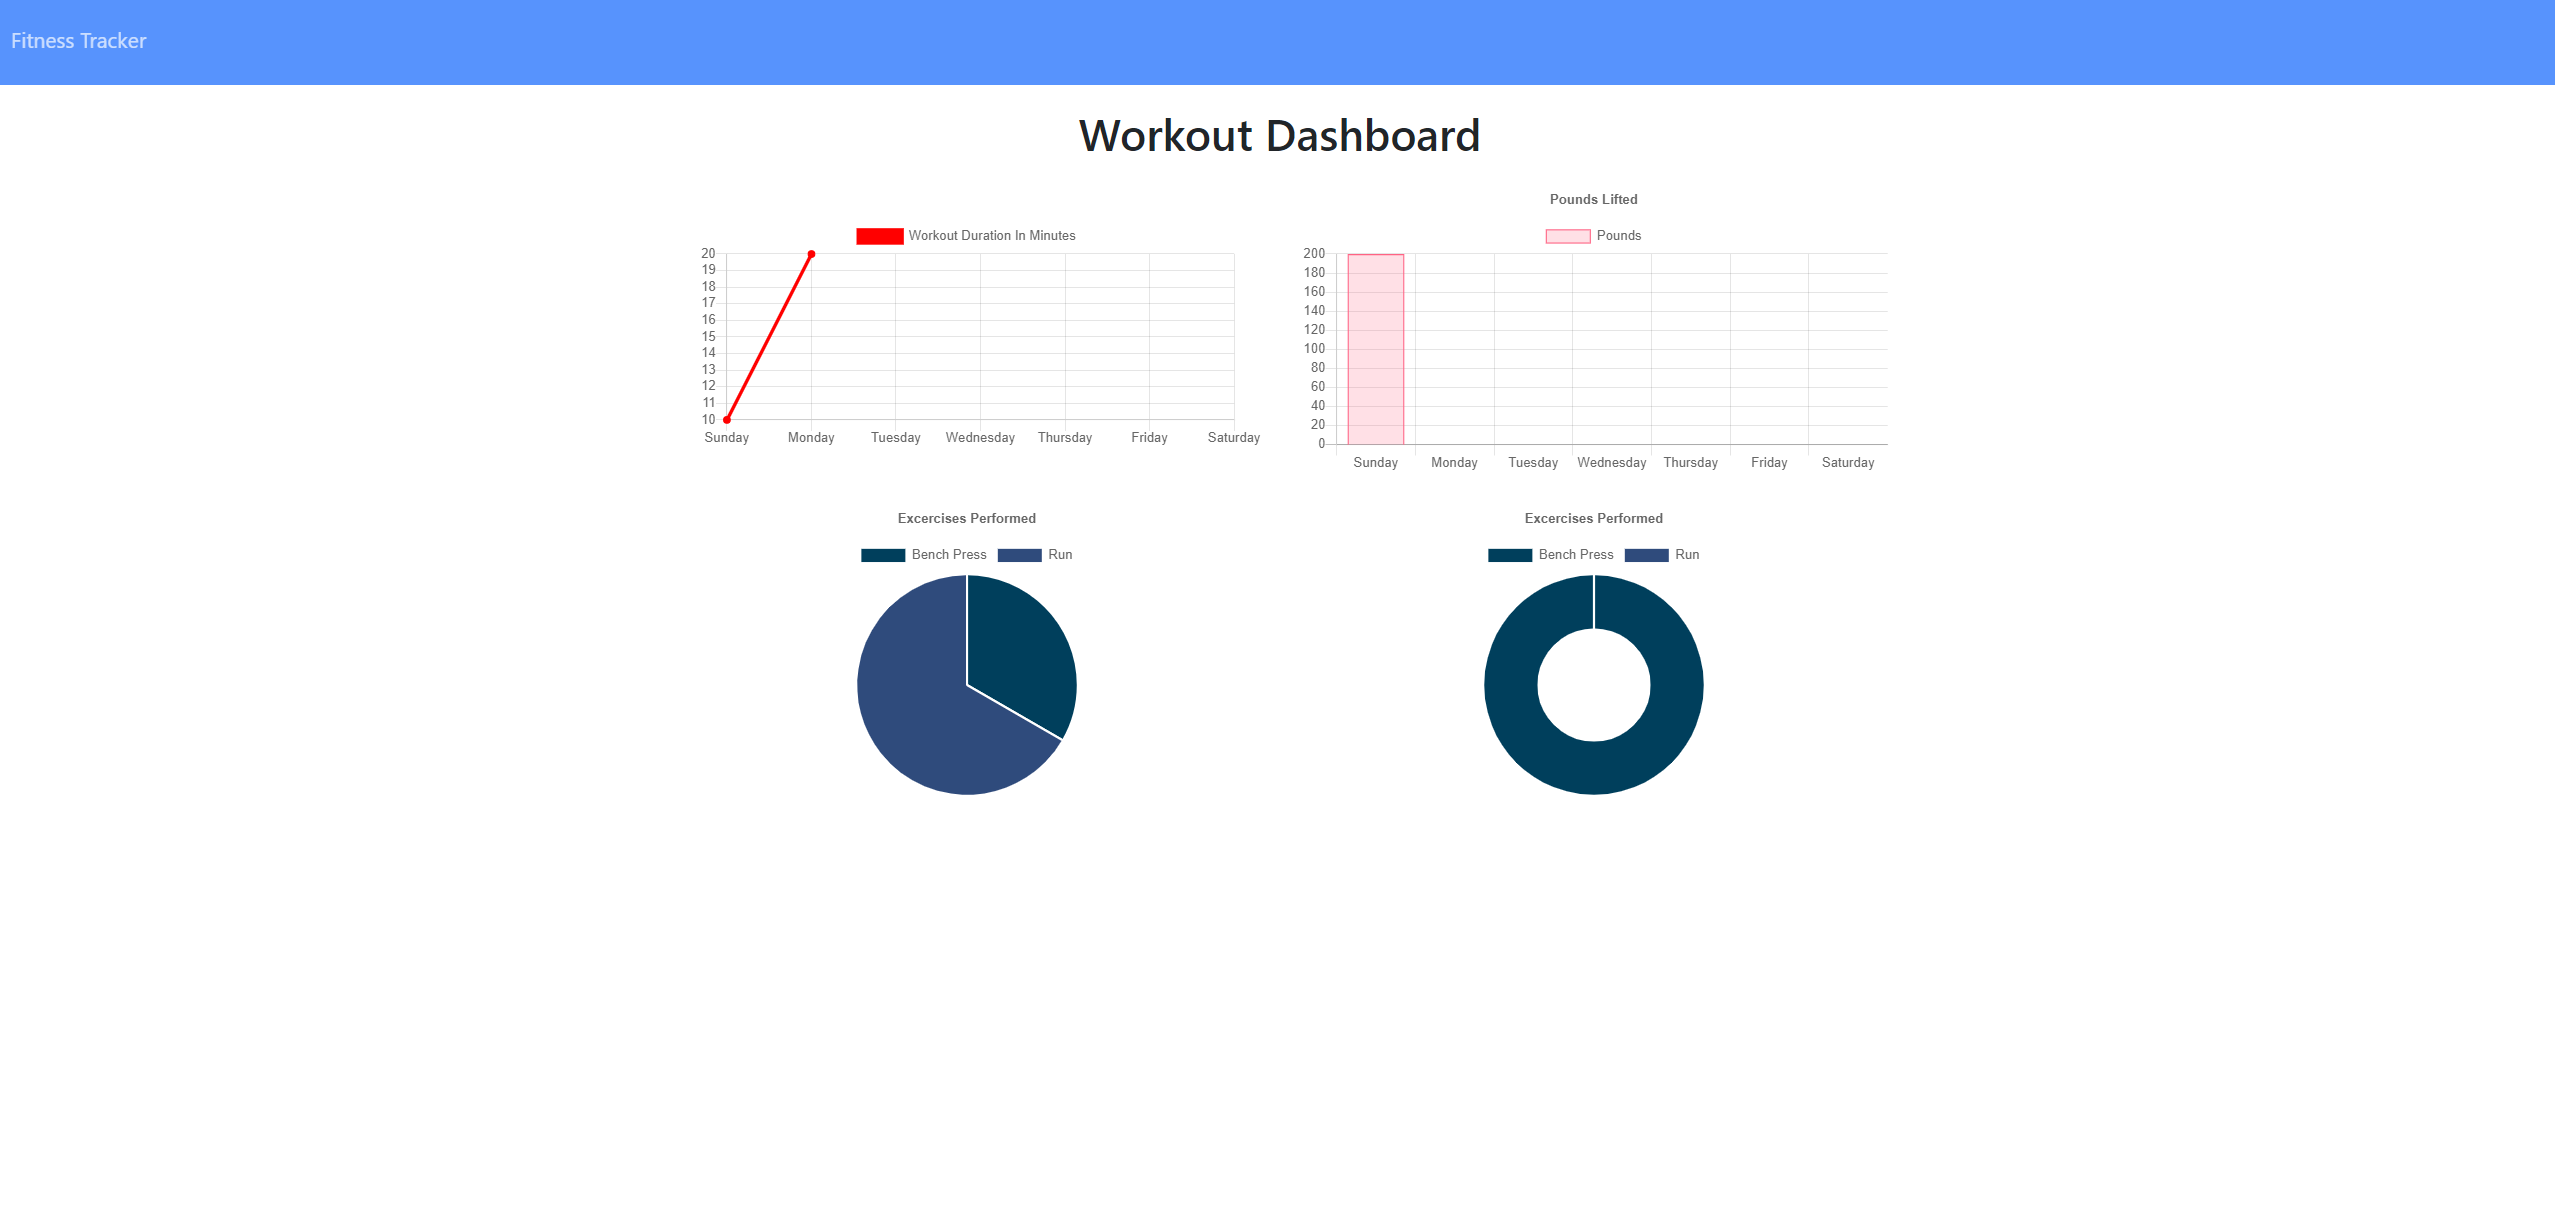 Fitness Tracker
Workout Dashboard
Workout Duration In Minutes
20
19
18
17
16
15
14
13
12
11
10
Sunday Monday Tuesday Wednesday Thursday Friday Saturday
Pounds Lifted
Pounds
200
180
160
140
120
100
80
60
40
20
0
Sunday Monday Tuesday Wednesday Thursday Friday Saturday
Excercises Performed
Bench Press Run
Excercises Performed
Bench Press Run